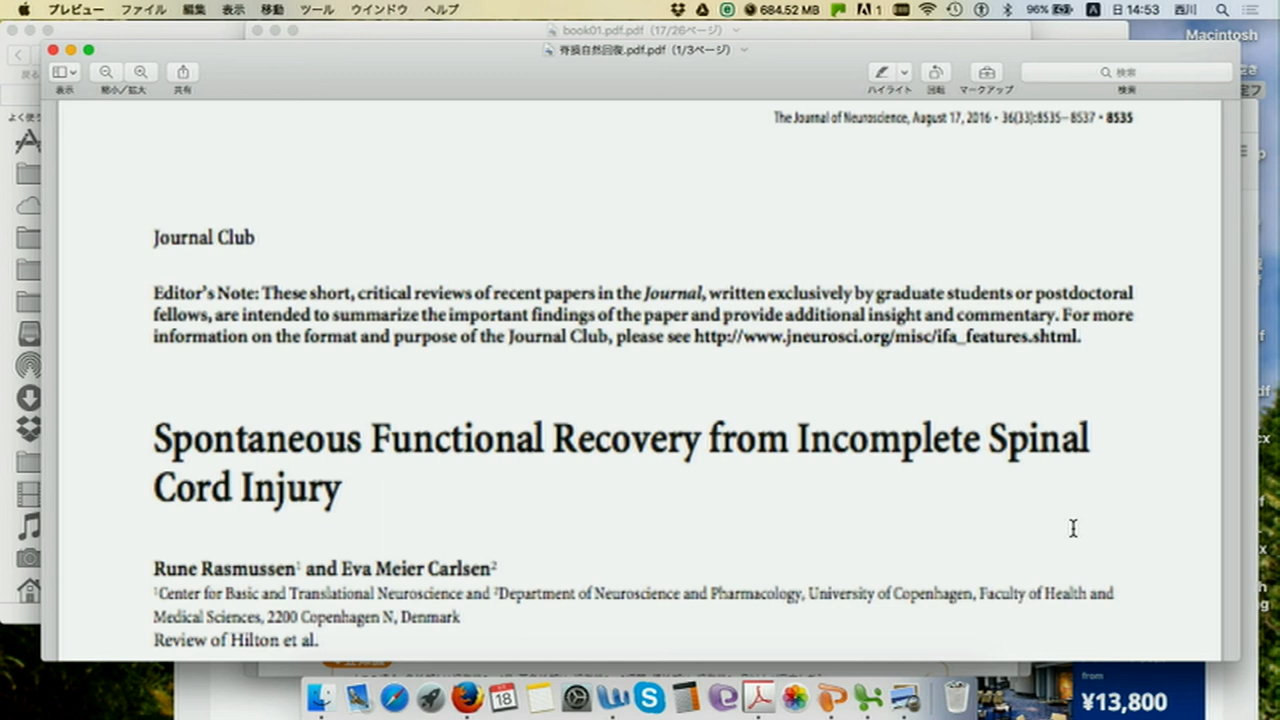 プレビュー ファイル 編集 表示 移動 ツール ウインドウ ヘルプ 684.52 MB 1 96% 日 14:53 西川
book01.pdf.pdf (17/26ページ)
Macintosh
脊損自然回復.pdf.pdf (1/3ページ)
検索
表示 縮小/拡大 共有 ハイライト 回転 マークアップ 検索
The Journal of Neuroscience, August 17, 2016 • 36(33):8535–8537 • 8535
Journal Club
Editor's Note: These short, critical reviews of recent papers in the Journal, written exclusively by graduate students or postdoctoral
fellows, are intended to summarize the important findings of the paper and provide additional insight and commentary. For more
information on the format and purpose of the Journal Club, please see http://www.jneurosci.org/misc/ifa_features.shtml.
Spontaneous Functional Recovery from Incomplete Spinal
Cord Injury
Rune Rasmussen1 and Eva Meier Carlsen2
1Center for Basic and Translational Neuroscience and 2Department of Neuroscience and Pharmacology, University of Copenhagen, Faculty of Health and
Medical Sciences, 2200 Copenhagen N, Denmark
Review of Hilton et al.
from
¥13,800
18